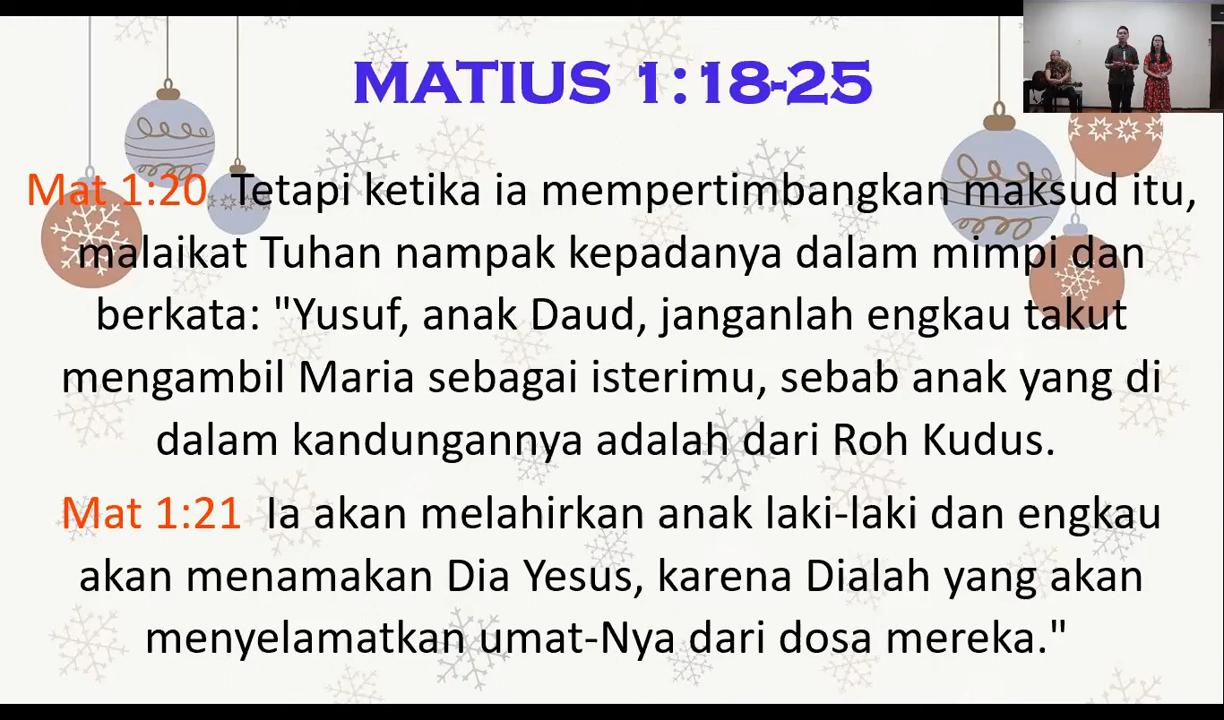 MATIUS 1:18-25
Mat 1:20 Tetapi ketika ia mempertimbangkan maksud itu,
malaikat Tuhan nampak kepadanya dalam mimpi dan
berkata: "Yusuf, anak Daud, janganlah engkau takut
mengambil Maria sebagai isterimu, sebab anak yang di
dalam kandungannya adalah dari Roh Kudus.
Mat 1:21 Ia akan melahirkan anak laki-laki dan engkau
akan menamakan Dia Yesus, karena Dialah yang akan
menyelamatkan umat-Nya dari dosa mereka."